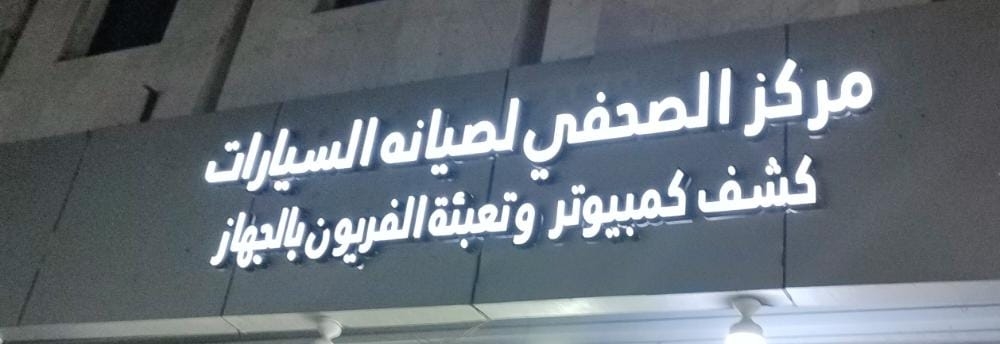 مركز الصحفي لصيانه السيارات
كشف كمبيوتر وتعبئة الفريون بالجهاز